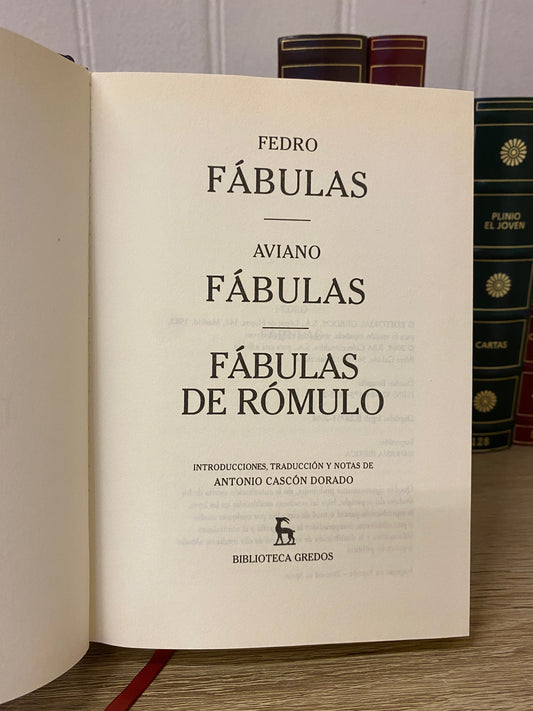 FEDRO
FÁBULAS
AVIANO
FÁBULAS
FÁBULAS
DE RÓMULO
INTRODUCCIONES, TRADUCCIÓN Y NOTAS DE
ANTONIO CASCÓN DORADO
BIBLIOTECA GREDOS
PLINIO
EL JOVEN
CARTAS
128